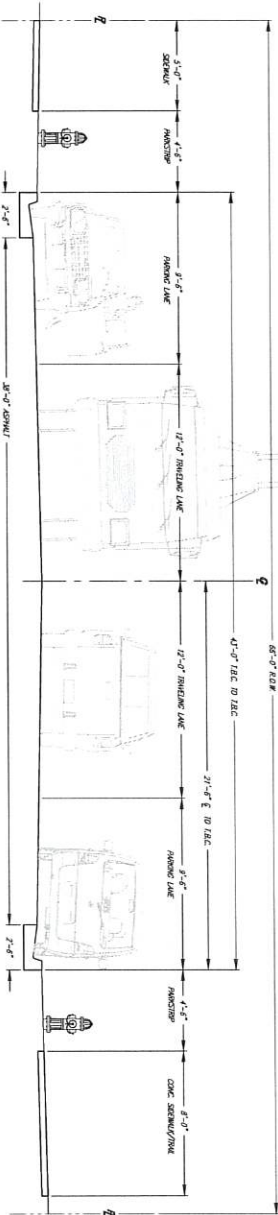 66'-0" R.O.W.
43'-0" T.B.C. TO T.B.C.
21'-6" ℄ TO T.B.C.
5'-0"
SIDEWALK
4'-6"
PARKSTRIP
9'-6"
PARKING LANE
12'-0" TRAVELING LANE
12'-0" TRAVELING LANE
9'-6"
PARKING LANE
4'-6"
PARKSTRIP
8'-0"
CONC. SIDEWALK/TRAIL
℄
PL
PL
2'-6"
38'-0" ASPHALT
2'-6"